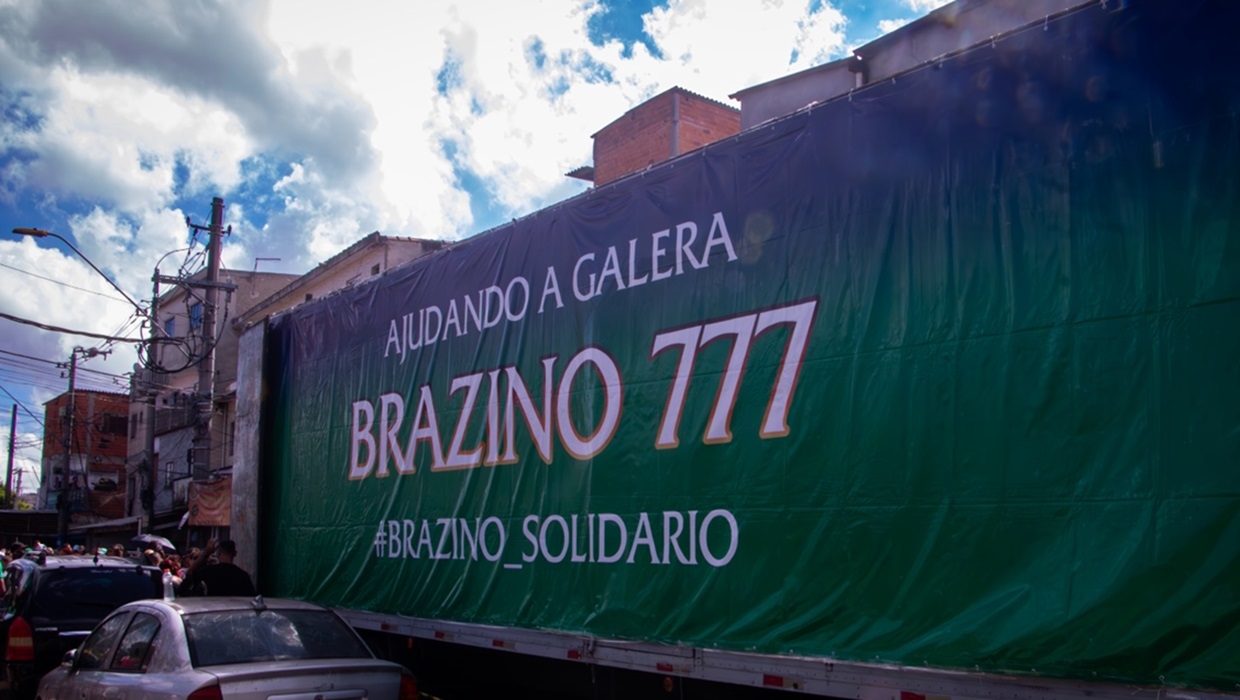 AJUDANDO A GALERA
BRAZINO 777
#BRAZINO_SOLIDARIO